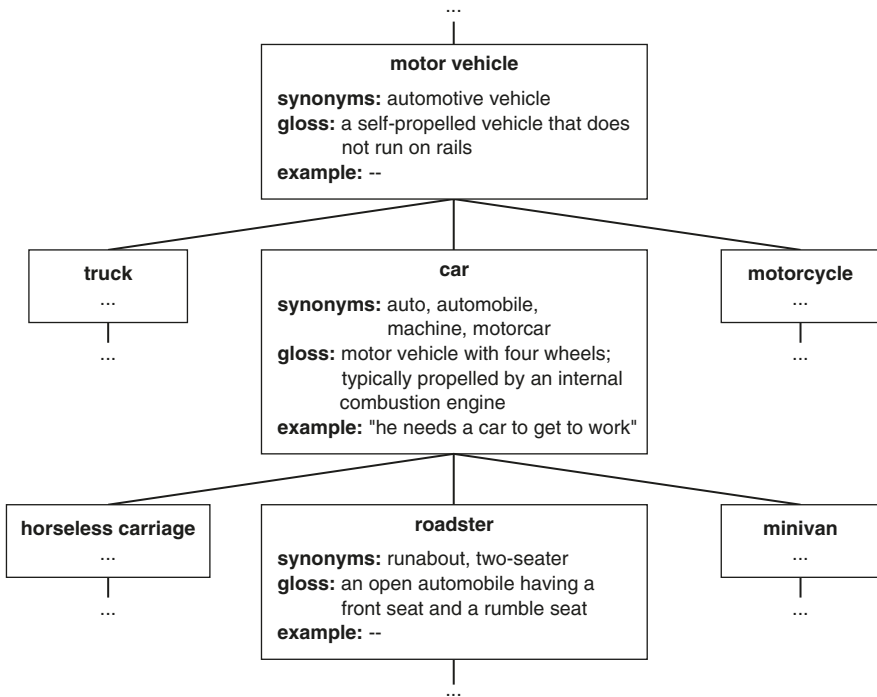 ...
motor vehicle
synonyms: automotive vehicle
gloss: a self-propelled vehicle that does
not run on rails
example: --
truck
...
...
car
synonyms: auto, automobile,
machine, motorcar
gloss: motor vehicle with four wheels;
typically propelled by an internal
combustion engine
example: "he needs a car to get to work"
motorcycle
...
...
horseless carriage
...
...
roadster
synonyms: runabout, two-seater
gloss: an open automobile having a
front seat and a rumble seat
example: --
...
minivan
...
...